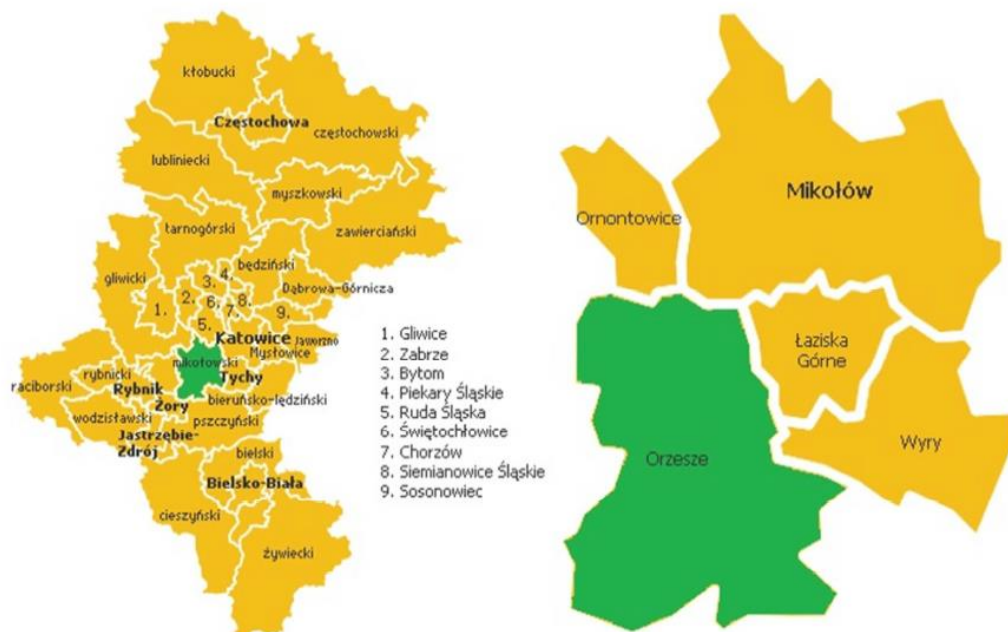 kłobucki
Częstochowa
częstochowski
lubliniecki
myszkowski
tarnogórski
zawierciański
gliwicki
będziński
Dąbrowa-Górnicza
1.
2.
3.
4.
5.
6.
7.
8.
9.
Katowice
Jaworzno
Mysłowice
mikołowski
Tychy
raciborski
rybnicki
Rybnik
Żory
bieruńsko-lędziński
wodzisławski
pszczyński
Jastrzębie-
Zdrój
bielski
Bielsko-Biała
cieszyński
żywiecki
1. Gliwice
2. Zabrze
3. Bytom
4. Piekary Śląskie
5. Ruda Śląska
6. Świętochłowice
7. Chorzów
8. Siemianowice Śląskie
9. Sosonowiec
Mikołów
Ornontowice
Łaziska
Górne
Wyry
Orzesze